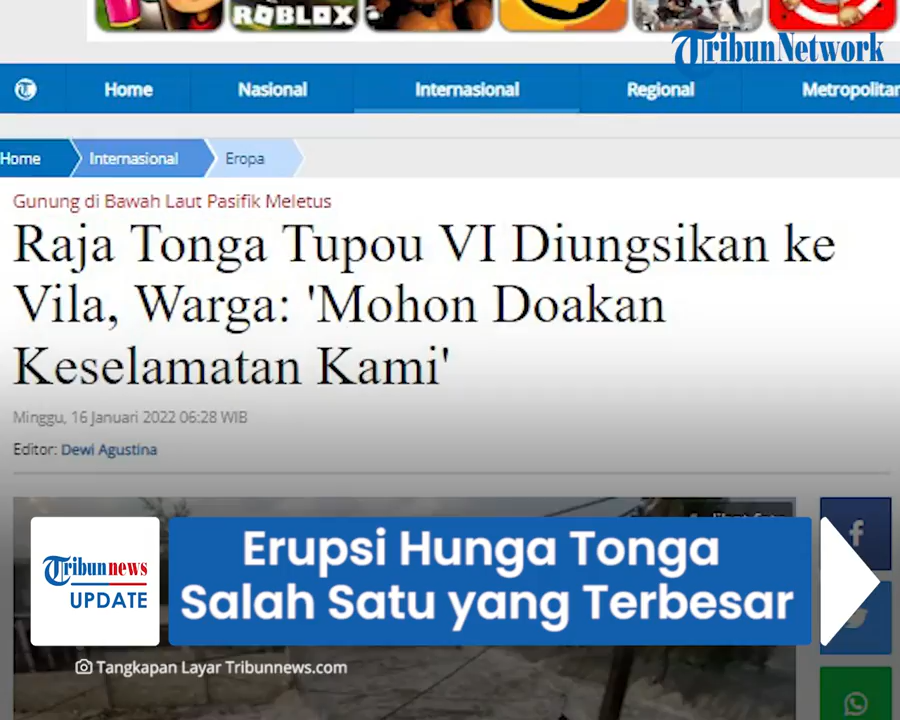 ROBLOX
TribunNetwork
Home
Nasional
Internasional
Regional
Metropolitan
Home
Internasional
Eropa
Gunung di Bawah Laut Pasifik Meletus
Raja Tonga Tupou VI Diungsikan ke
Vila, Warga: 'Mohon Doakan
Keselamatan Kami'
Minggu, 16 Januari 2022 06:28 WIB
Editor: Dewi Agustina
Tribunnews
UPDATE
Erupsi Hunga Tonga
Salah Satu yang Terbesar
Tangkapan Layar Tribunnews.com